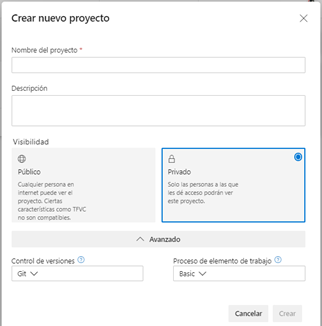 Crear nuevo proyecto
Nombre del proyecto *
Descripción
Visibilidad
Público
Cualquier persona en
internet puede ver el
proyecto. Ciertas
características como TFVC
no son compatibles.
Privado
Solo las personas a las que
les dé acceso podrán ver
este proyecto.
Avanzado
Control de versiones
Git
Proceso de elemento de trabajo
Basic
Cancelar
Crear